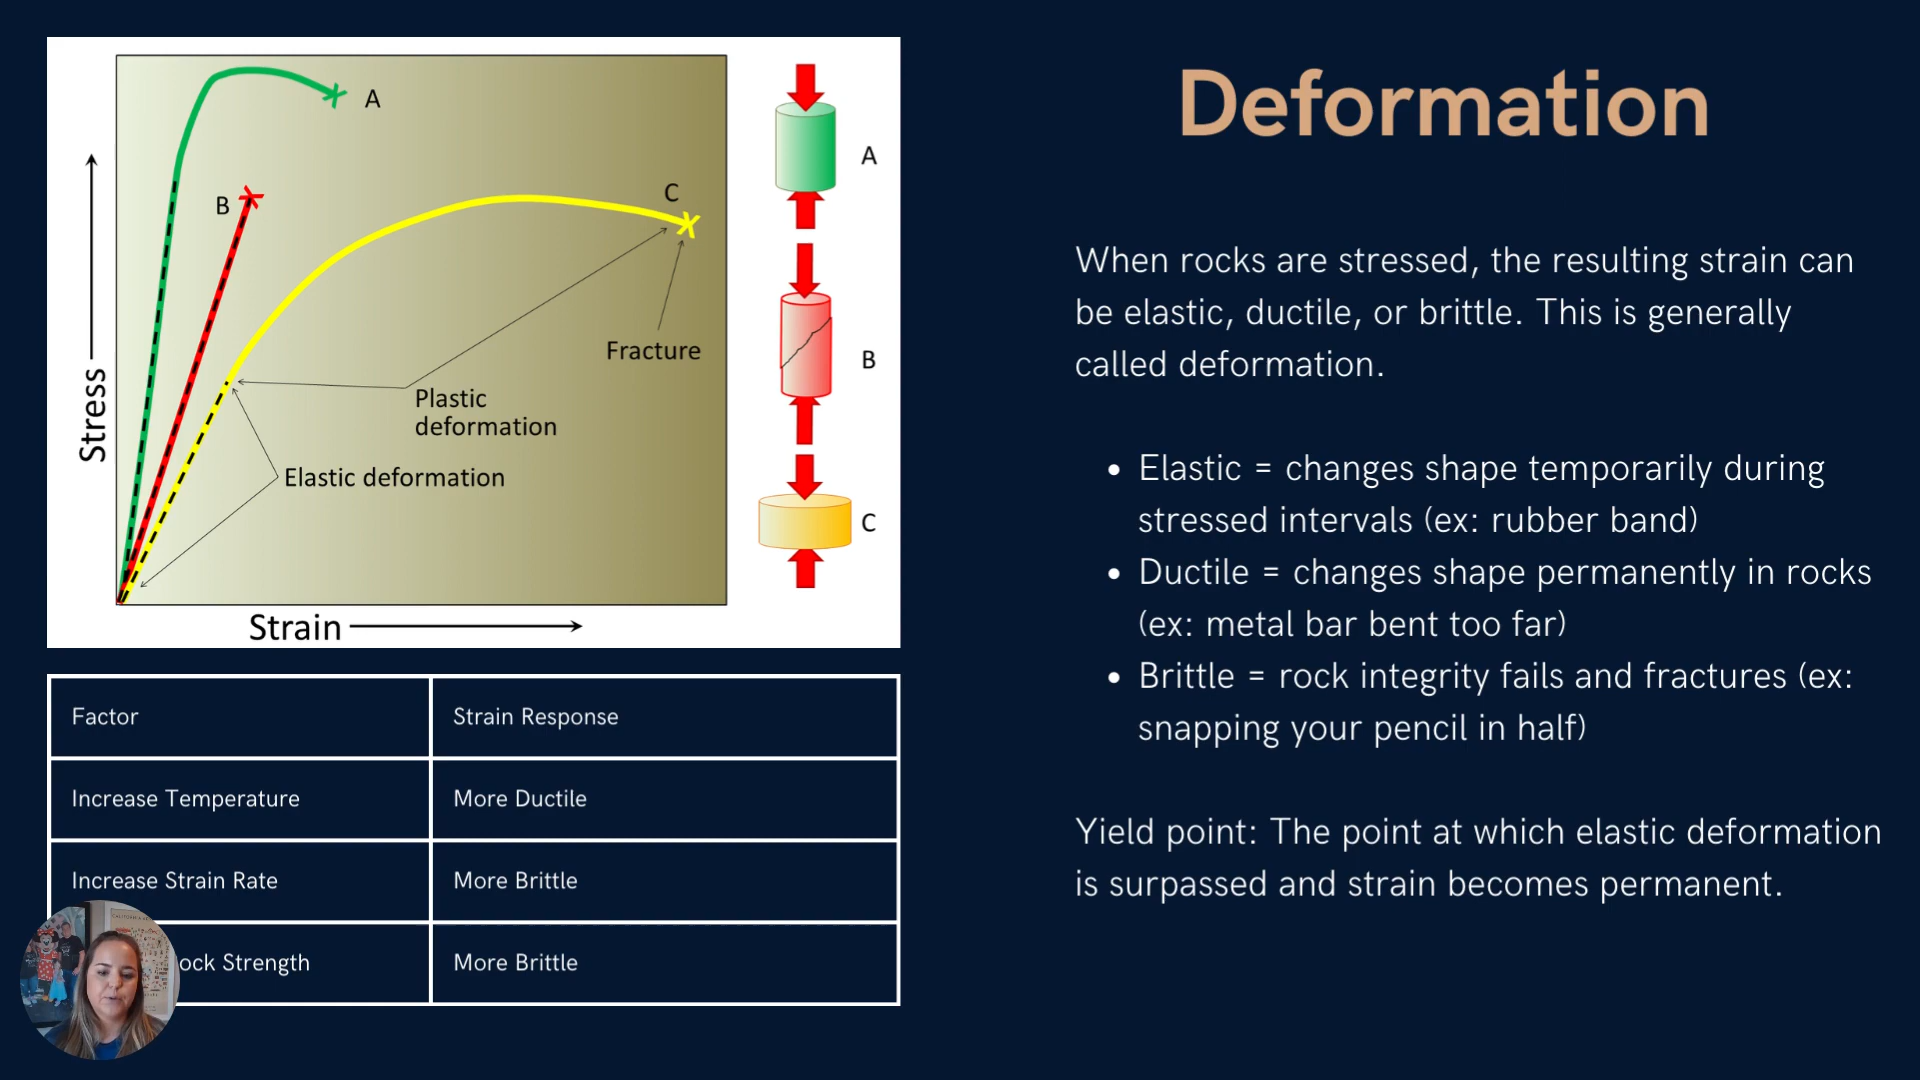 A
B
C
Fracture
Plastic
deformation
Elastic deformation
Stress
Strain
A
B
C
Factor
Strain Response
Increase Temperature
More Ductile
Increase Strain Rate
More Brittle
Strength
More Brittle
Deformation
When rocks are stressed, the resulting strain can
be elastic, ductile, or brittle. This is generally
called deformation.
• Elastic = changes shape temporarily during
stressed intervals (ex: rubber band)
• Ductile = changes shape permanently in rocks
(ex: metal bar bent too far)
• Brittle = rock integrity fails and fractures (ex:
snapping your pencil in half)
Yield point: The point at which elastic deformation
is surpassed and strain becomes permanent.